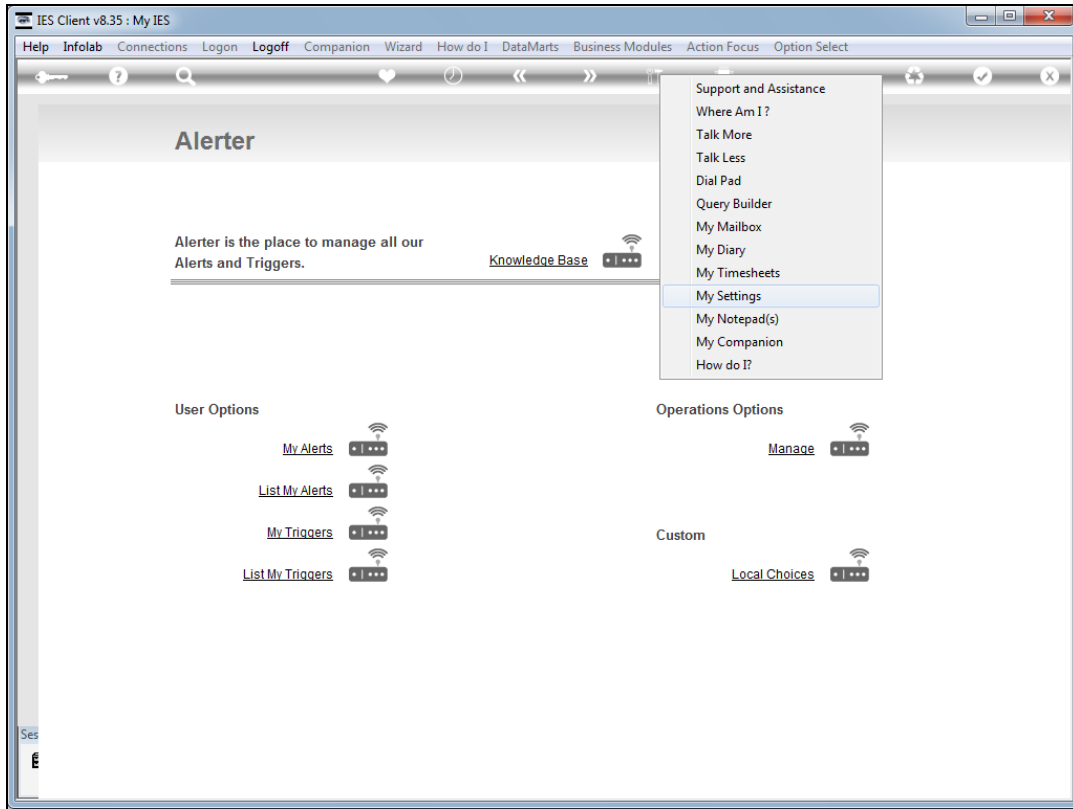 IES Client v8.35 : My IES
Help Infolab Connections Logon Logoff Companion Wizard How do I DataMarts Business Modules Action Focus Option Select
Alerter
Alerter is the place to manage all our
Alerts and Triggers.
Knowledge Base
Support and Assistance
Where Am I ?
Talk More
Talk Less
Dial Pad
Query Builder
My Mailbox
My Diary
My Timesheets
My Settings
My Notepad(s)
My Companion
How do I?
User Options
My Alerts
List My Alerts
My Triggers
List My Triggers
Operations Options
Manage
Custom
Local Choices
Ses